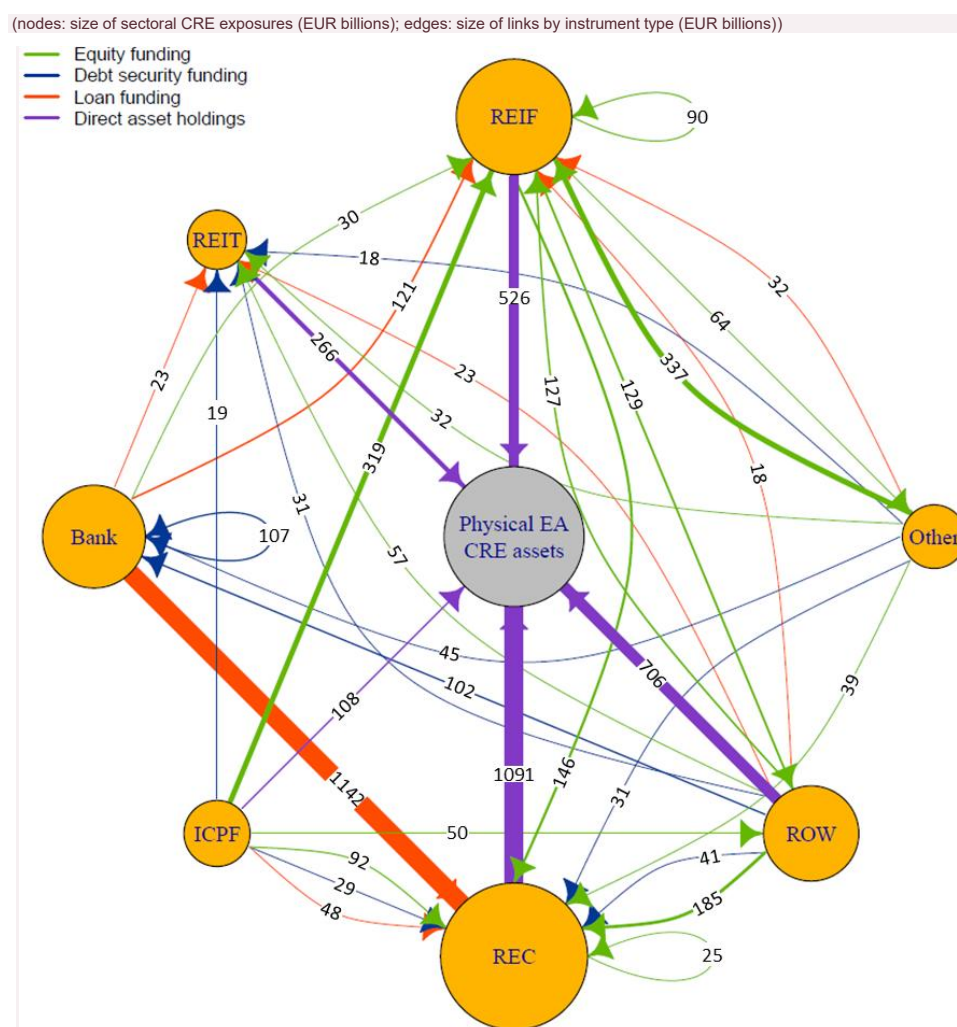 (nodes: size of sectoral CRE exposures (EUR billions); edges: size of links by instrument type (EUR billions))
Equity funding
Debt security funding
Loan funding
Direct asset holdings
REIF
90
REIT
30
18
121
32
526
64
266
337
23
23
127
129
19
32
319
18
31
Physical EA
CRE assets
Bank
107
Other
57
45
102
706
39
108
1091
146
1142
31
ICPF
50
ROW
92
41
29
185
48
REC
25